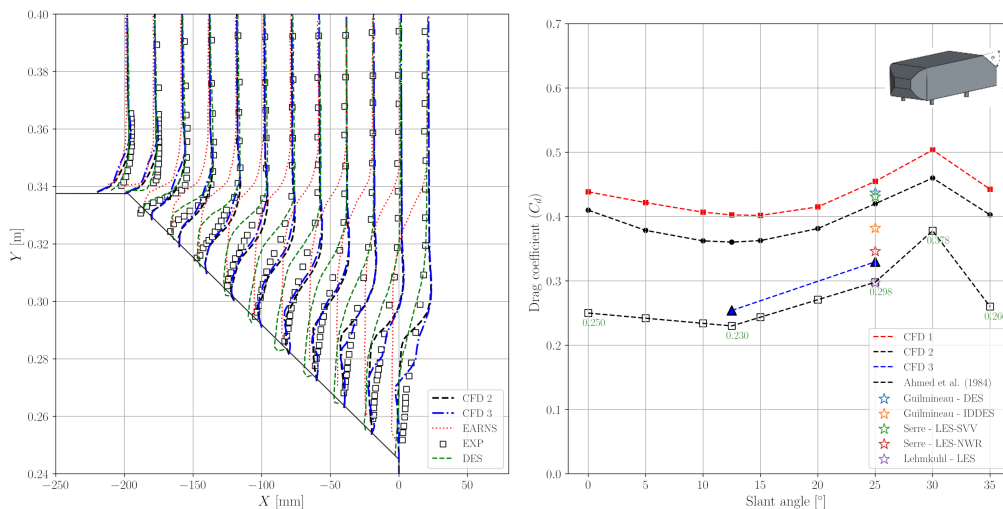 0.40
0.38
0.36
0.34
0.32
0.30
0.28
0.26
0.24
Y [m]
−250
−200
−150
−100
−50
0
50
X [mm]
CFD 2
CFD 3
EARNS
EXP
DES
0.7
0.6
0.5
0.4
0.3
0.2
0.1
0.0
Drag coefficient (Cd)
0.378
0.298
0.250
0.230
0.260
CFD 1
CFD 2
CFD 3
Ahmed et al. (1984)
Guilmineau - DES
Guilmineau - IDDES
Serre - LES-SVV
Serre - LES-NWR
Lehmkuhl - LES
0
5
10
15
20
25
30
35
Slant angle [°]